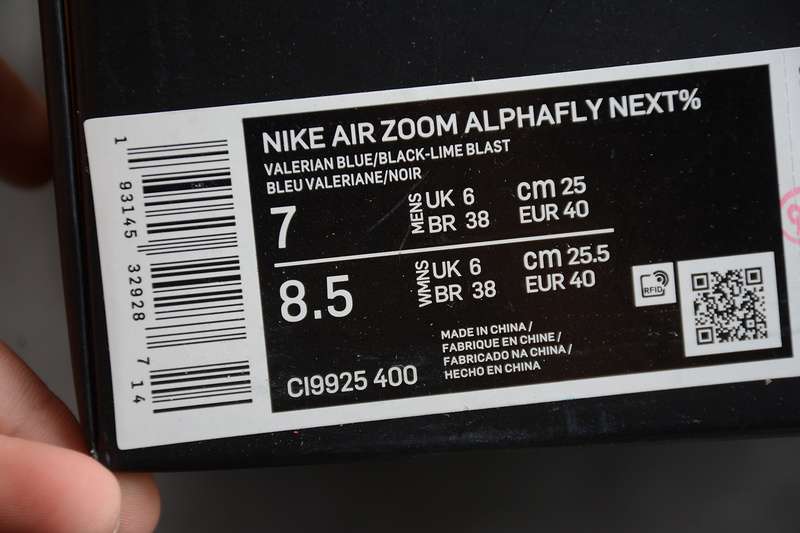 NIKE AIR ZOOM ALPHAFLY NEXT%
VALERIAN BLUE/BLACK-LIME BLAST
BLEU VALERIANE/NOIR
7
MENS
UK 6
BR 38
cm 25
EUR 40
8.5
WMNS
UK 6
BR 38
cm 25.5
EUR 40
RFID
MADE IN CHINA /
FABRIQUE EN CHINE /
FABRICADO NA CHINA /
HECHO EN CHINA
CI9925 400
1 93145 32928 7 14